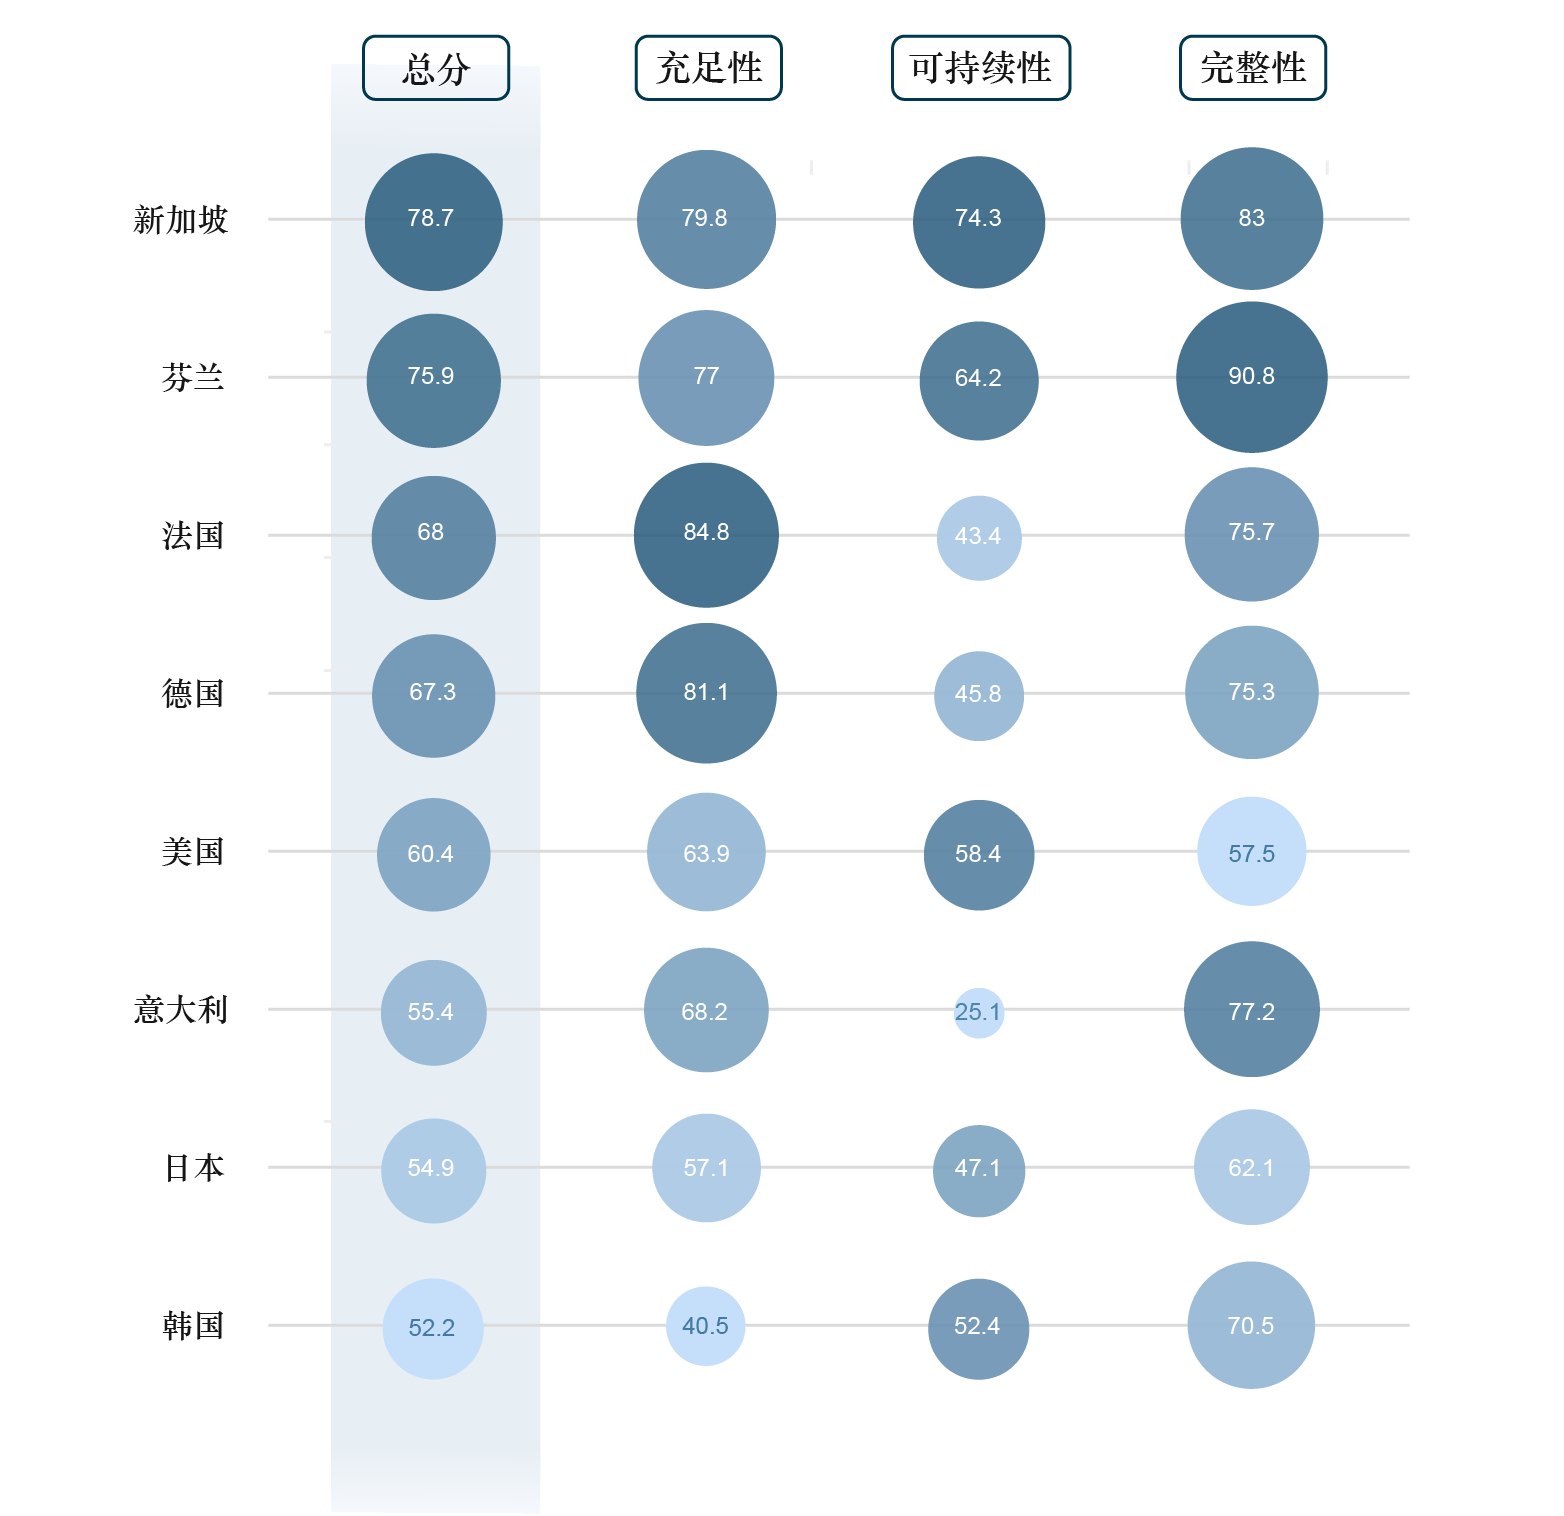 总分 充足性 可持续性 完整性
新加坡 78.7 79.8 74.3 83
芬兰 75.9 77 64.2 90.8
法国 68 84.8 43.4 75.7
德国 67.3 81.1 45.8 75.3
美国 60.4 63.9 58.4 57.5
意大利 55.4 68.2 25.1 77.2
日本 54.9 57.1 47.1 62.1
韩国 52.2 40.5 52.4 70.5